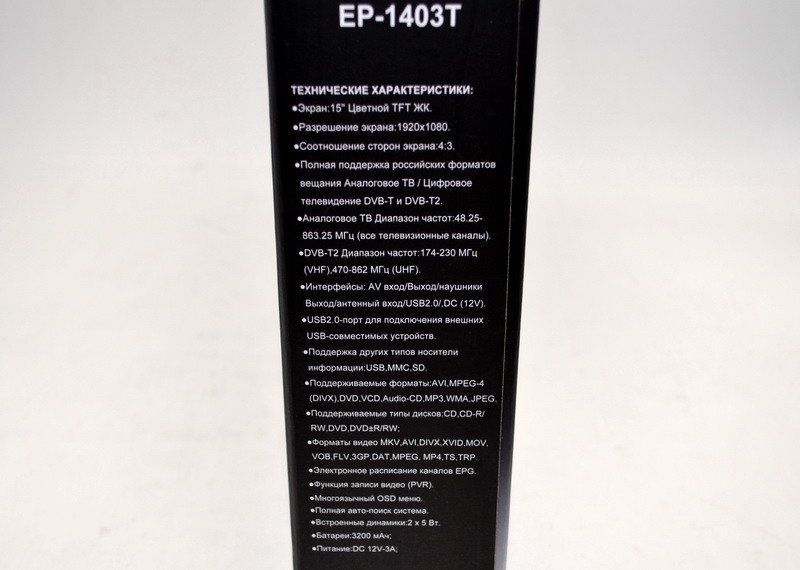 EP-1403T
ТЕХНИЧЕСКИЕ ХАРАКТЕРИСТИКИ:
●Экран:15" Цветной TFT ЖК.
●Разрешение экрана:1920x1080.
●Соотношение сторон экрана:4:3.
●Полная поддержка российских форматов
вещания Аналоговое ТВ / Цифровое
телевидение DVB-T и DVB-T2.
●Аналоговое ТВ Диапазон частот:48.25-
863.25 МГц (все телевизионные каналы).
●DVB-T2 Диапазон частот:174-230 МГц
(VHF),470-862 МГц (UHF).
●Интерфейсы: AV вход/Выход/наушники
Выход/антенный вход/USB2.0/,DC (12V).
●USB2.0-порт для подключения внешних
USB-совместимых устройств.
●Поддержка других типов носители
информации:USB,MMC,SD.
●Поддерживаемые форматы:AVI,MPEG-4
(DIVX),DVD,VCD,Audio-CD,MP3,WMA,JPEG.
●Поддерживаемые типы дисков:CD,CD-R/
RW,DVD,DVD±R/RW;
●Форматы видео MKV,AVI,DIVX,XVID,MOV,
VOB,FLV,3GP,DAT,MPEG, MP4,TS,TRP.
●Электронное расписание каналов EPG.
●Функция записи видео (PVR).
●Многоязычный OSD меню.
●Полная авто-поиск система.
●Встроенные динамики:2 x 5 Вт.
●Батареи:3200 мАч;
●Питание:DC 12V-3A;